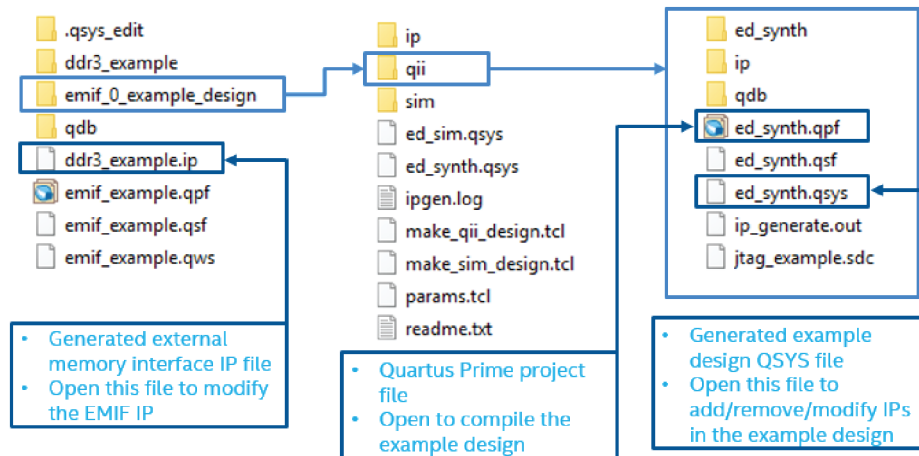 .qsys_edit
ddr3_example
emif_0_example_design
qdb
ddr3_example.ip
emif_example.qpf
emif_example.qsf
emif_example.qws
ip
qii
sim
ed_sim.qsys
ed_synth.qsys
ipgen.log
make_qii_design.tcl
make_sim_design.tcl
params.tcl
readme.txt
ed_synth
ip
qdb
ed_synth.qpf
ed_synth.qsf
ed_synth.qsys
ip_generate.out
jtag_example.sdc
• Generated external
memory interface IP file
• Open this file to modify
the EMIF IP
• Quartus Prime project
file
• Open to compile the
example design
• Generated example
design QSYS file
• Open this file to
add/remove/modify IPs
in the example design